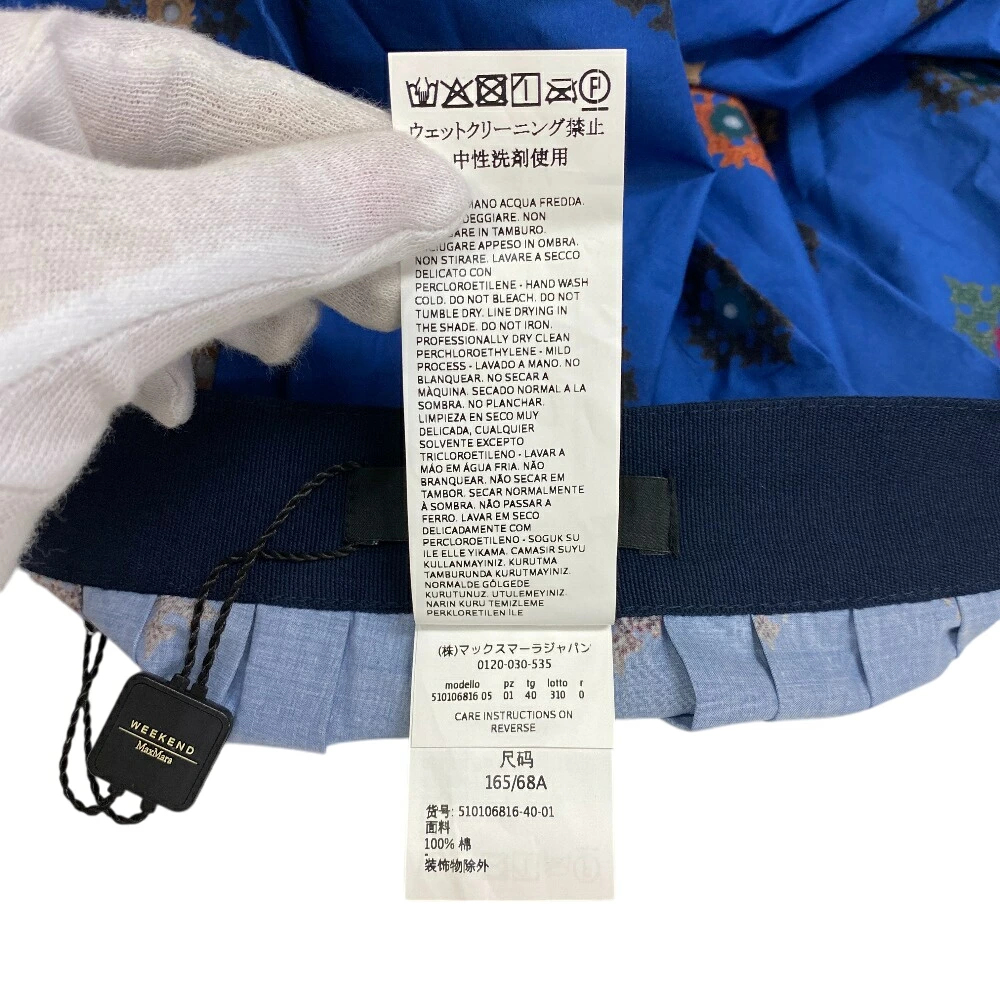 ウェットクリーニング禁止
中性洗剤使用
MANO ACQUA FREDDA.
NON
IN TAMBURO.
APPESO IN OMBRA.
NON STIRARE. LAVARE A SECCO
DELICATO CON
PERCLOROETILENE - HAND WASH
COLD. DO NOT BLEACH. DO NOT
TUMBLE DRY. LINE DRYING IN
THE SHADE. DO NOT IRON.
PROFESSIONALLY DRY CLEAN
PERCHLOROETHYLENE - MILD
PROCESS - LAVADO A MANO. NO
BLANQUEAR. NO SECAR A
MÀQUINA. SECADO NORMAL A LA
SOMBRA. NO PLANCHAR.
LIMPIEZA EN SECO MUY
DELICADA, CUALQUIER
SOLVENTE EXCEPTO
TRICLOROETILENO - LAVAR A
MÁO EM ÁGUA FRIA. NÃO
BRANQUEAR. NÃO SECAR EM
TAMBOR. SECAR NORMALMENTE
À SOMBRA. NÃO PASSAR A
FERRO. LAVAR EM SECO
DELICADAMENTE COM
PERCLOROETILENO - SOGUK SU
ILE ELLE YIKAMA. CAMASIR SUYU
KULLANMAYINIZ. KURUTMA
TAMBURUNDA KURUTMAYINIZ.
NORMALDE GÖLGEDE
KURUTUNUZ. UTULEMEYINIZ.
NARIN KURU TEMIZLEME
PERKLORETILEN İLE
(株)マックスマーラジャパン
0120-030-535
modello pz tg lotto r
510106816 05 01 40 310 0
CARE INSTRUCTIONS ON
REVERSE
尺码
165/68A
货号: 510106816-40-01
面料
100% 棉
装饰物除外
WEEKEND
MaxMara